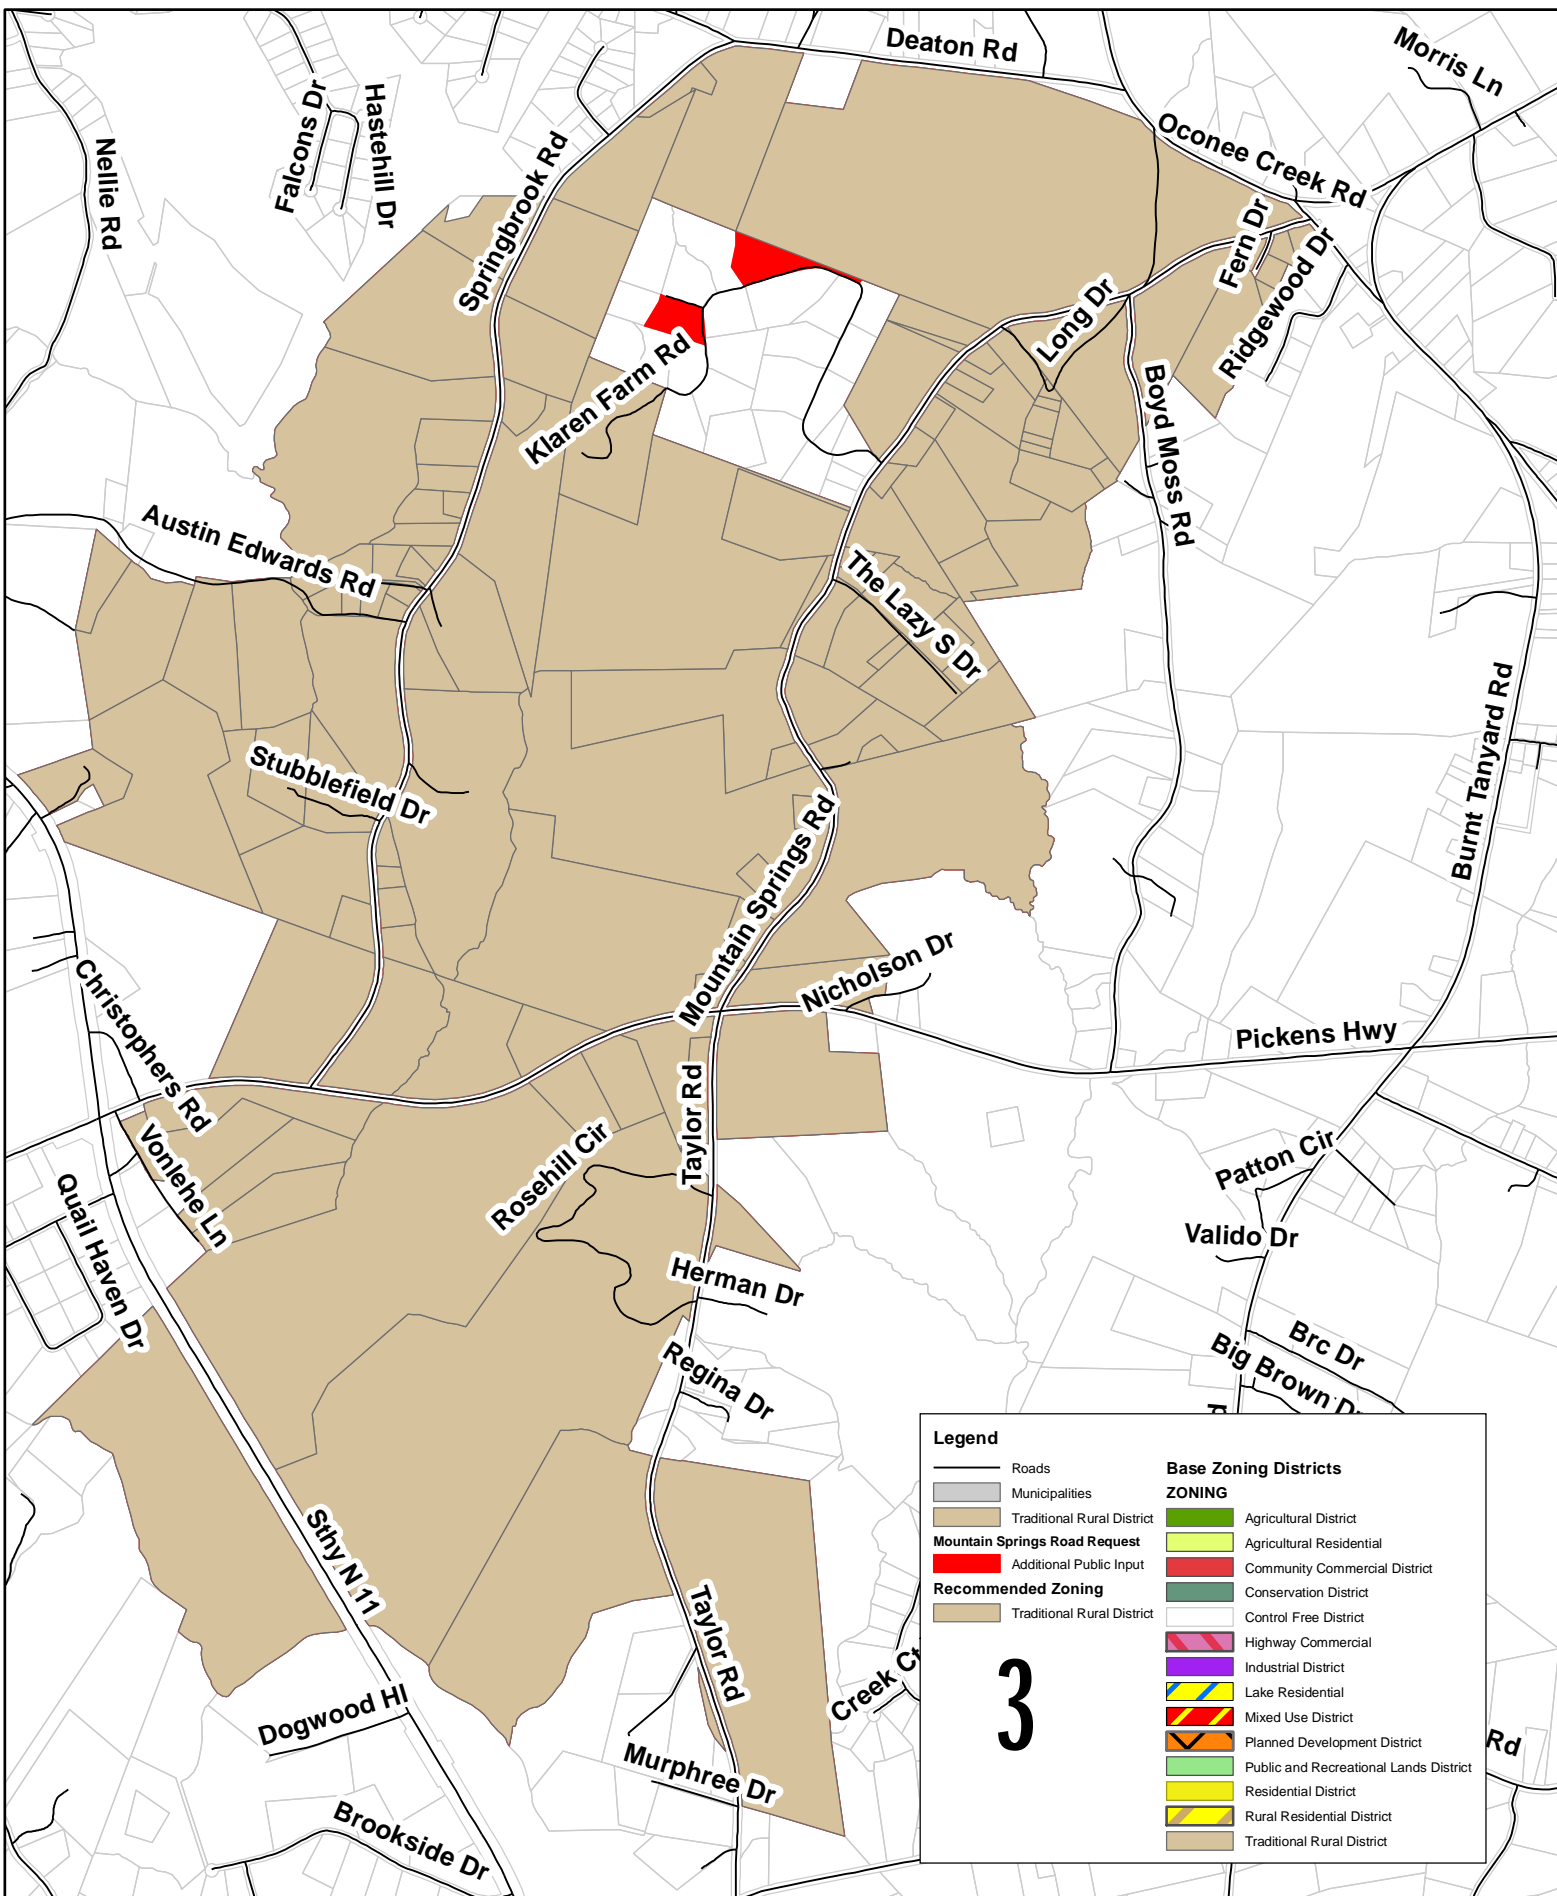 Deaton Rd
Morris Ln
Oconee Creek Rd
Nellie Rd
Falcons Dr
Hastehill Dr
Springbrook Rd
Fern Dr
Ridgewood Dr
Long Dr
Klaren Farm Rd
Boyd Moss Rd
Austin Edwards Rd
The Lazy S Dr
Burnt Tanyard Rd
Stubblefield Dr
Mountain Springs Rd
Nicholson Dr
Christophers Rd
Pickens Hwy
Taylor Rd
Vonlehe Ln
Rosehill Cir
Patton Cir
Quail Haven Dr
Valido Dr
Herman Dr
Brc Dr
Big Brown Dr
Regina Dr
Sthy N 11
Taylor Rd
Creek Ct
Dogwood Hl
Murphree Dr
Rd
Brookside Dr
Legend
Roads
Municipalities
Traditional Rural District
Mountain Springs Road Request
Additional Public Input
Recommended Zoning
Traditional Rural District
3
Base Zoning Districts
ZONING
Agricultural District
Agricultural Residential
Community Commercial District
Conservation District
Control Free District
Highway Commercial
Industrial District
Lake Residential
Mixed Use District
Planned Development District
Public and Recreational Lands District
Residential District
Rural Residential District
Traditional Rural District